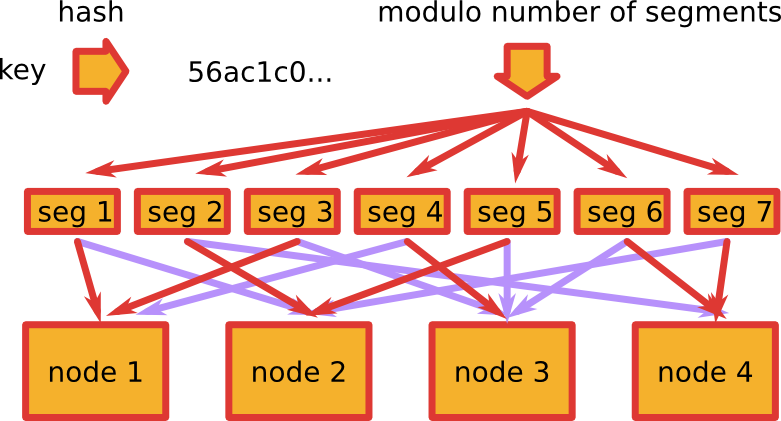 hash
modulo number of segments
key
56ac1c0...
seg 1
seg 2
seg 3
seg 4
seg 5
seg 6
seg 7
node 1
node 2
node 3
node 4